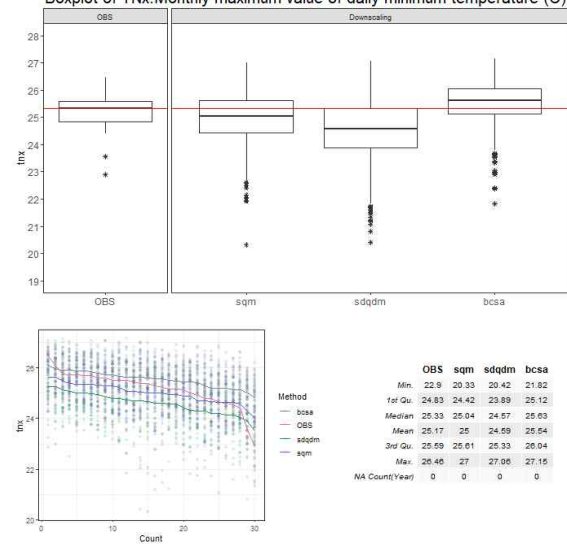 Boxplot of TNx:Monthly maximum value of daily minimum temperature (C)
OBS
Downscaling
28
27
26
25
24
23
22
21
20
19
tnx
OBS
sqm
sdqdm
bcsa
26
24
22
20
tnx
0
10
20
30
Count
Method
bcsa
OBS
sdqdm
sqm
OBS sqm sdqdm bcsa
Min. 22.9 20.33 20.42 21.82
1st Qu. 24.83 24.42 23.89 25.12
Median 25.33 25.04 24.57 25.63
Mean 25.17 25 24.59 25.54
3rd Qu. 25.59 25.61 25.33 26.04
Max. 26.46 27 27.06 27.15
NA Count(Year) 0 0 0 0